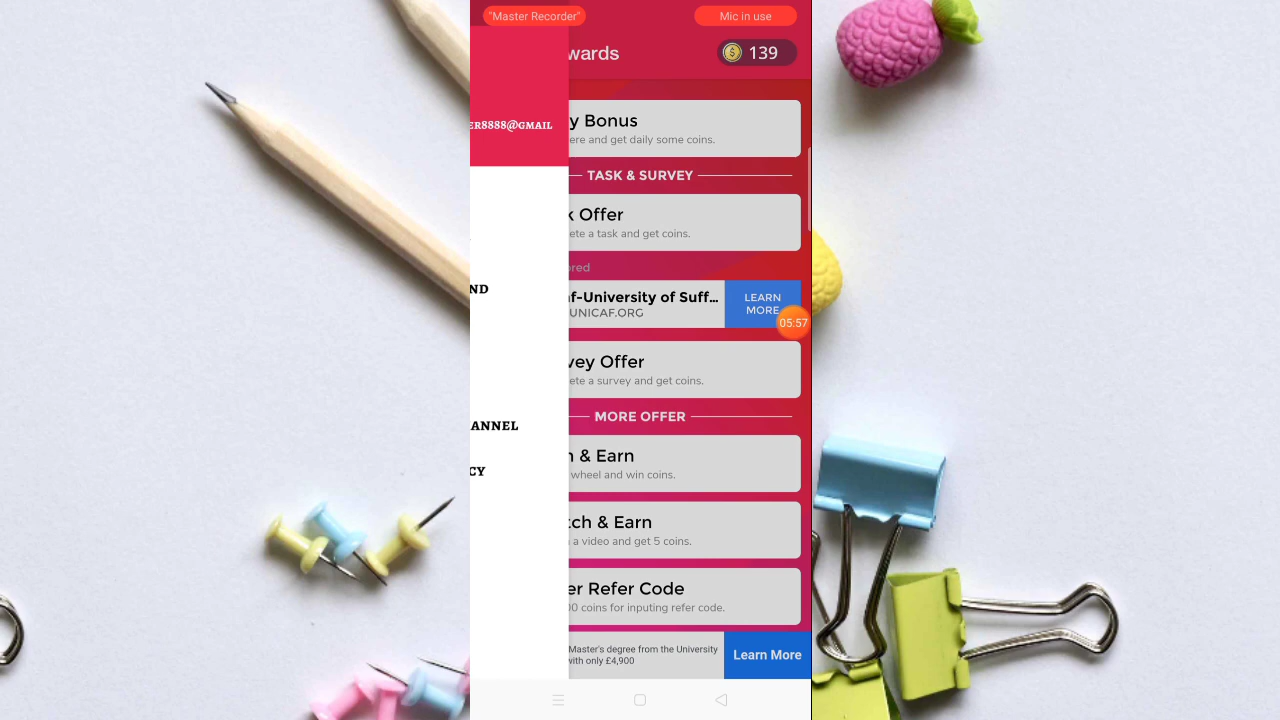 "Master Recorder"
Mic in use
wards
139
ER8888@GMAIL
y Bonus
ere and get daily some coins.
TASK & SURVEY
k Offer
ete a task and get coins.
ored
af-University of Suff...
UNICAF.ORG
LEARN
MORE
05:57
vey Offer
ete a survey and get coins.
ND
MORE OFFER
ANNEL
n & Earn
wheel and win coins.
CY
tch & Earn
a video and get 5 coins.
er Refer Code
00 coins for inputing refer code.
Master's degree from the University
with only £4,900
Learn More